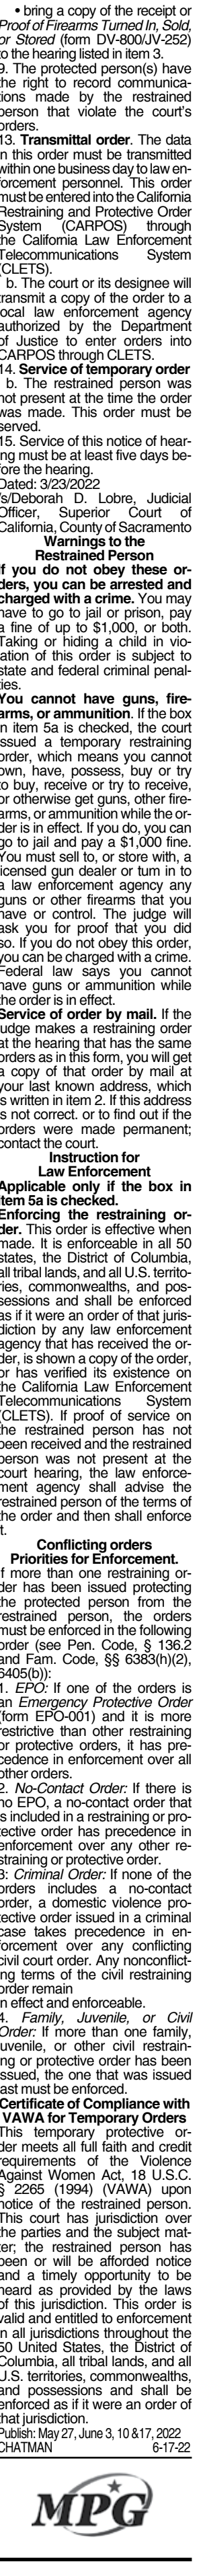 • bring a copy of the receipt or
Proof of Firearms Turned In, Sold,
or Stored (form DV-800/JV-252)
to the hearing listed in item 3.
9. The protected person(s) have
the right to record communica-
tions made by the restrained
person that violate the court's
orders.
13. Transmittal order. The data
in this order must be transmitted
within one business day to law en-
forcement personnel. This order
must be entered into the California
Restraining and Protective Order
System (CARPOS) through
the California Law Enforcement
Telecommunications System
(CLETS).
b. The court or its designee will
transmit a copy of the order to a
local law enforcement agency
authorized by the Department
of Justice to enter orders into
CARPOS through CLETS.
14. Service of temporary order
b. The restrained person was
not present at the time the order
was made. This order must be
served.
15. Service of this notice of hear-
ing must be at least five days be-
fore the hearing.
Dated: 3/23/2022
/s/Deborah D. Lobre, Judicial
Officer, Superior Court of
California, County of Sacramento
Warnings to the
Restrained Person
If you do not obey these or-
ders, you can be arrested and
charged with a crime. You may
have to go to jail or prison, pay
a fine of up to $1,000, or both.
Taking or hiding a child in vio-
lation of this order is subject to
state and federal criminal penal-
ties.
You cannot have guns, fire-
arms, or ammunition. If the box
in item 5a is checked, the court
issued a temporary restraining
order, which means you cannot
own, have, possess, buy or try
to buy, receive or try to receive,
or otherwise get guns, other fire-
arms, or ammunition while the or-
der is in effect. If you do, you can
go to jail and pay a $1,000 fine.
You must sell to, or store with, a
licensed gun dealer or tum in to
a law enforcement agency any
guns or other firearms that you
have or control. The judge will
ask you for proof that you did
so. If you do not obey this order,
you can be charged with a crime.
Federal law says you cannot
have guns or ammunition while
the order is in effect.
Service of order by mail. If the
judge makes a restraining order
at the hearing that has the same
orders as in this form, you will get
a copy of that order by mail at
your last known address, which
is written in item 2. If this address
is not correct. or to find out if the
orders were made permanent;
contact the court.
Instruction for
Law Enforcement
Applicable only if the box in
item 5a is checked.
Enforcing the restraining or-
der. This order is effective when
made. It is enforceable in all 50
states, the District of Columbia,
all tribal lands, and all U.S. territo-
ries, commonwealths, and pos-
sessions and shall be enforced
as if it were an order of that juris-
diction by any law enforcement
agency that has received the or-
der, is shown a copy of the order,
or has verified its existence on
the California Law Enforcement
Telecommunications System
(CLETS). If proof of service on
the restrained person has not
been received and the restrained
person was not present at the
court hearing, the law enforce-
ment agency shall advise the
restrained person of the terms of
the order and then shall enforce
it.
Conflicting orders
Priorities for Enforcement.
If more than one restraining or-
der has been issued protecting
the protected person from the
restrained person, the orders
must be enforced in the following
order (see Pen. Code, § 136.2
and Fam. Code, §§ 6383(h)(2),
6405(b)):
1. EPO: If one of the orders is
an Emergency Protective Order
(form EPO-001) and it is more
restrictive than other restraining
or protective orders, it has pre-
cedence in enforcement over all
other orders.
2. No-Contact Order: If there is
no EPO, a no-contact order that
is included in a restraining or pro-
tective order has precedence in
enforcement over any other re-
straining or protective order.
3: Criminal Order: If none of the
orders includes a no-contact
order, a domestic violence pro-
tective order issued in a criminal
case takes precedence in en-
forcement over any conflicting
civil court order. Any nonconflict-
ing terms of the civil restraining
order remain
in effect and enforceable.
4. Family, Juvenile, or Civil
Order: If more than one family,
juvenile, or other civil restrain-
ing or protective order has been
issued, the one that was issued
last must be enforced.
Certificate of Compliance with
VAWA for Temporary Orders
This temporary protective or-
der meets all full faith and credit
requirements of the Violence
Against Women Act, 18 U.S.C.
§ 2265 (1994) (VAWA) upon
notice of the restrained person.
This court has jurisdiction over
the parties and the subject mat-
ter; the restrained person has
been or will be afforded notice
and a timely opportunity to be
heard as provided by the laws
of this jurisdiction. This order is
valid and entitled to enforcement
in all jurisdictions throughout the
50 United States, the District of
Columbia, all tribal lands, and all
U.S. territories, commonwealths,
and possessions and shall be
enforced as if it were an order of
that jurisdiction.
Publish: May 27, June 3, 10 &17, 2022
CHATMAN 6-17-22
MPG